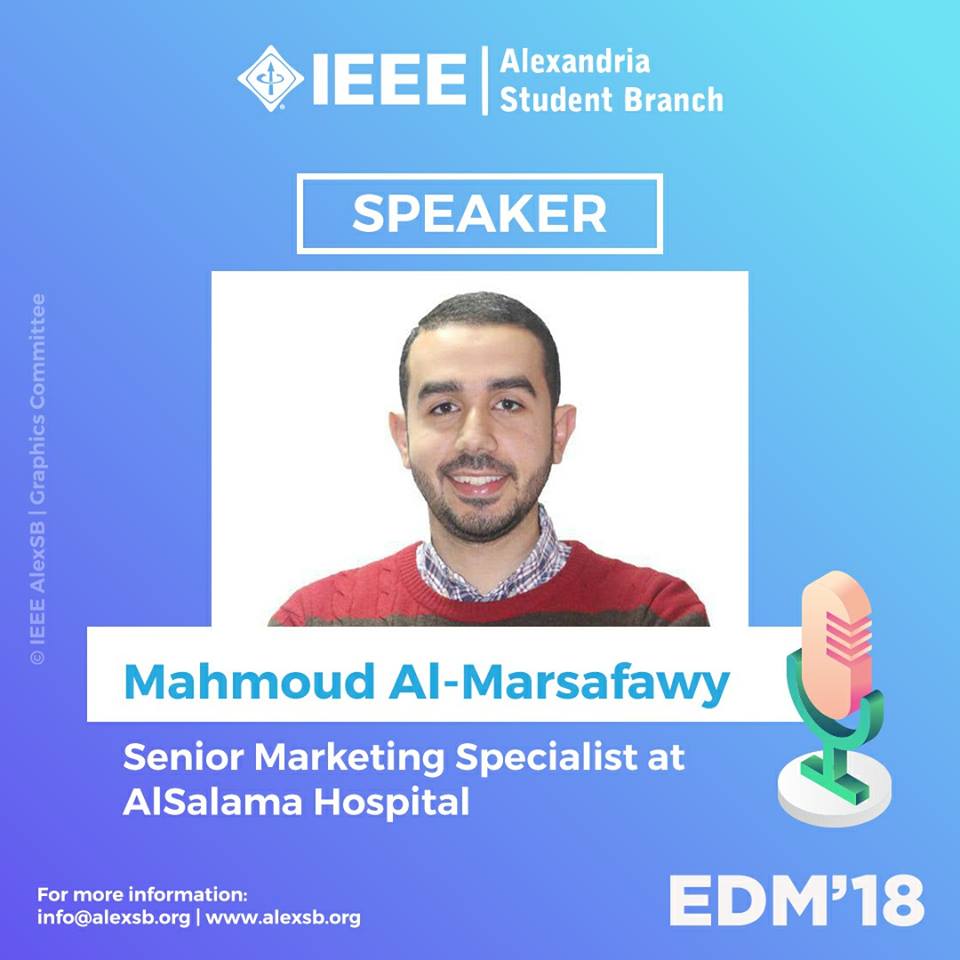 IEEE
Alexandria
Student Branch
SPEAKER
© IEEE AlexSB | Graphics Committee
Mahmoud Al-Marsafawy
Senior Marketing Specialist at
AlSalama Hospital
For more information:
info@alexsb.org | www.alexsb.org
EDM’18